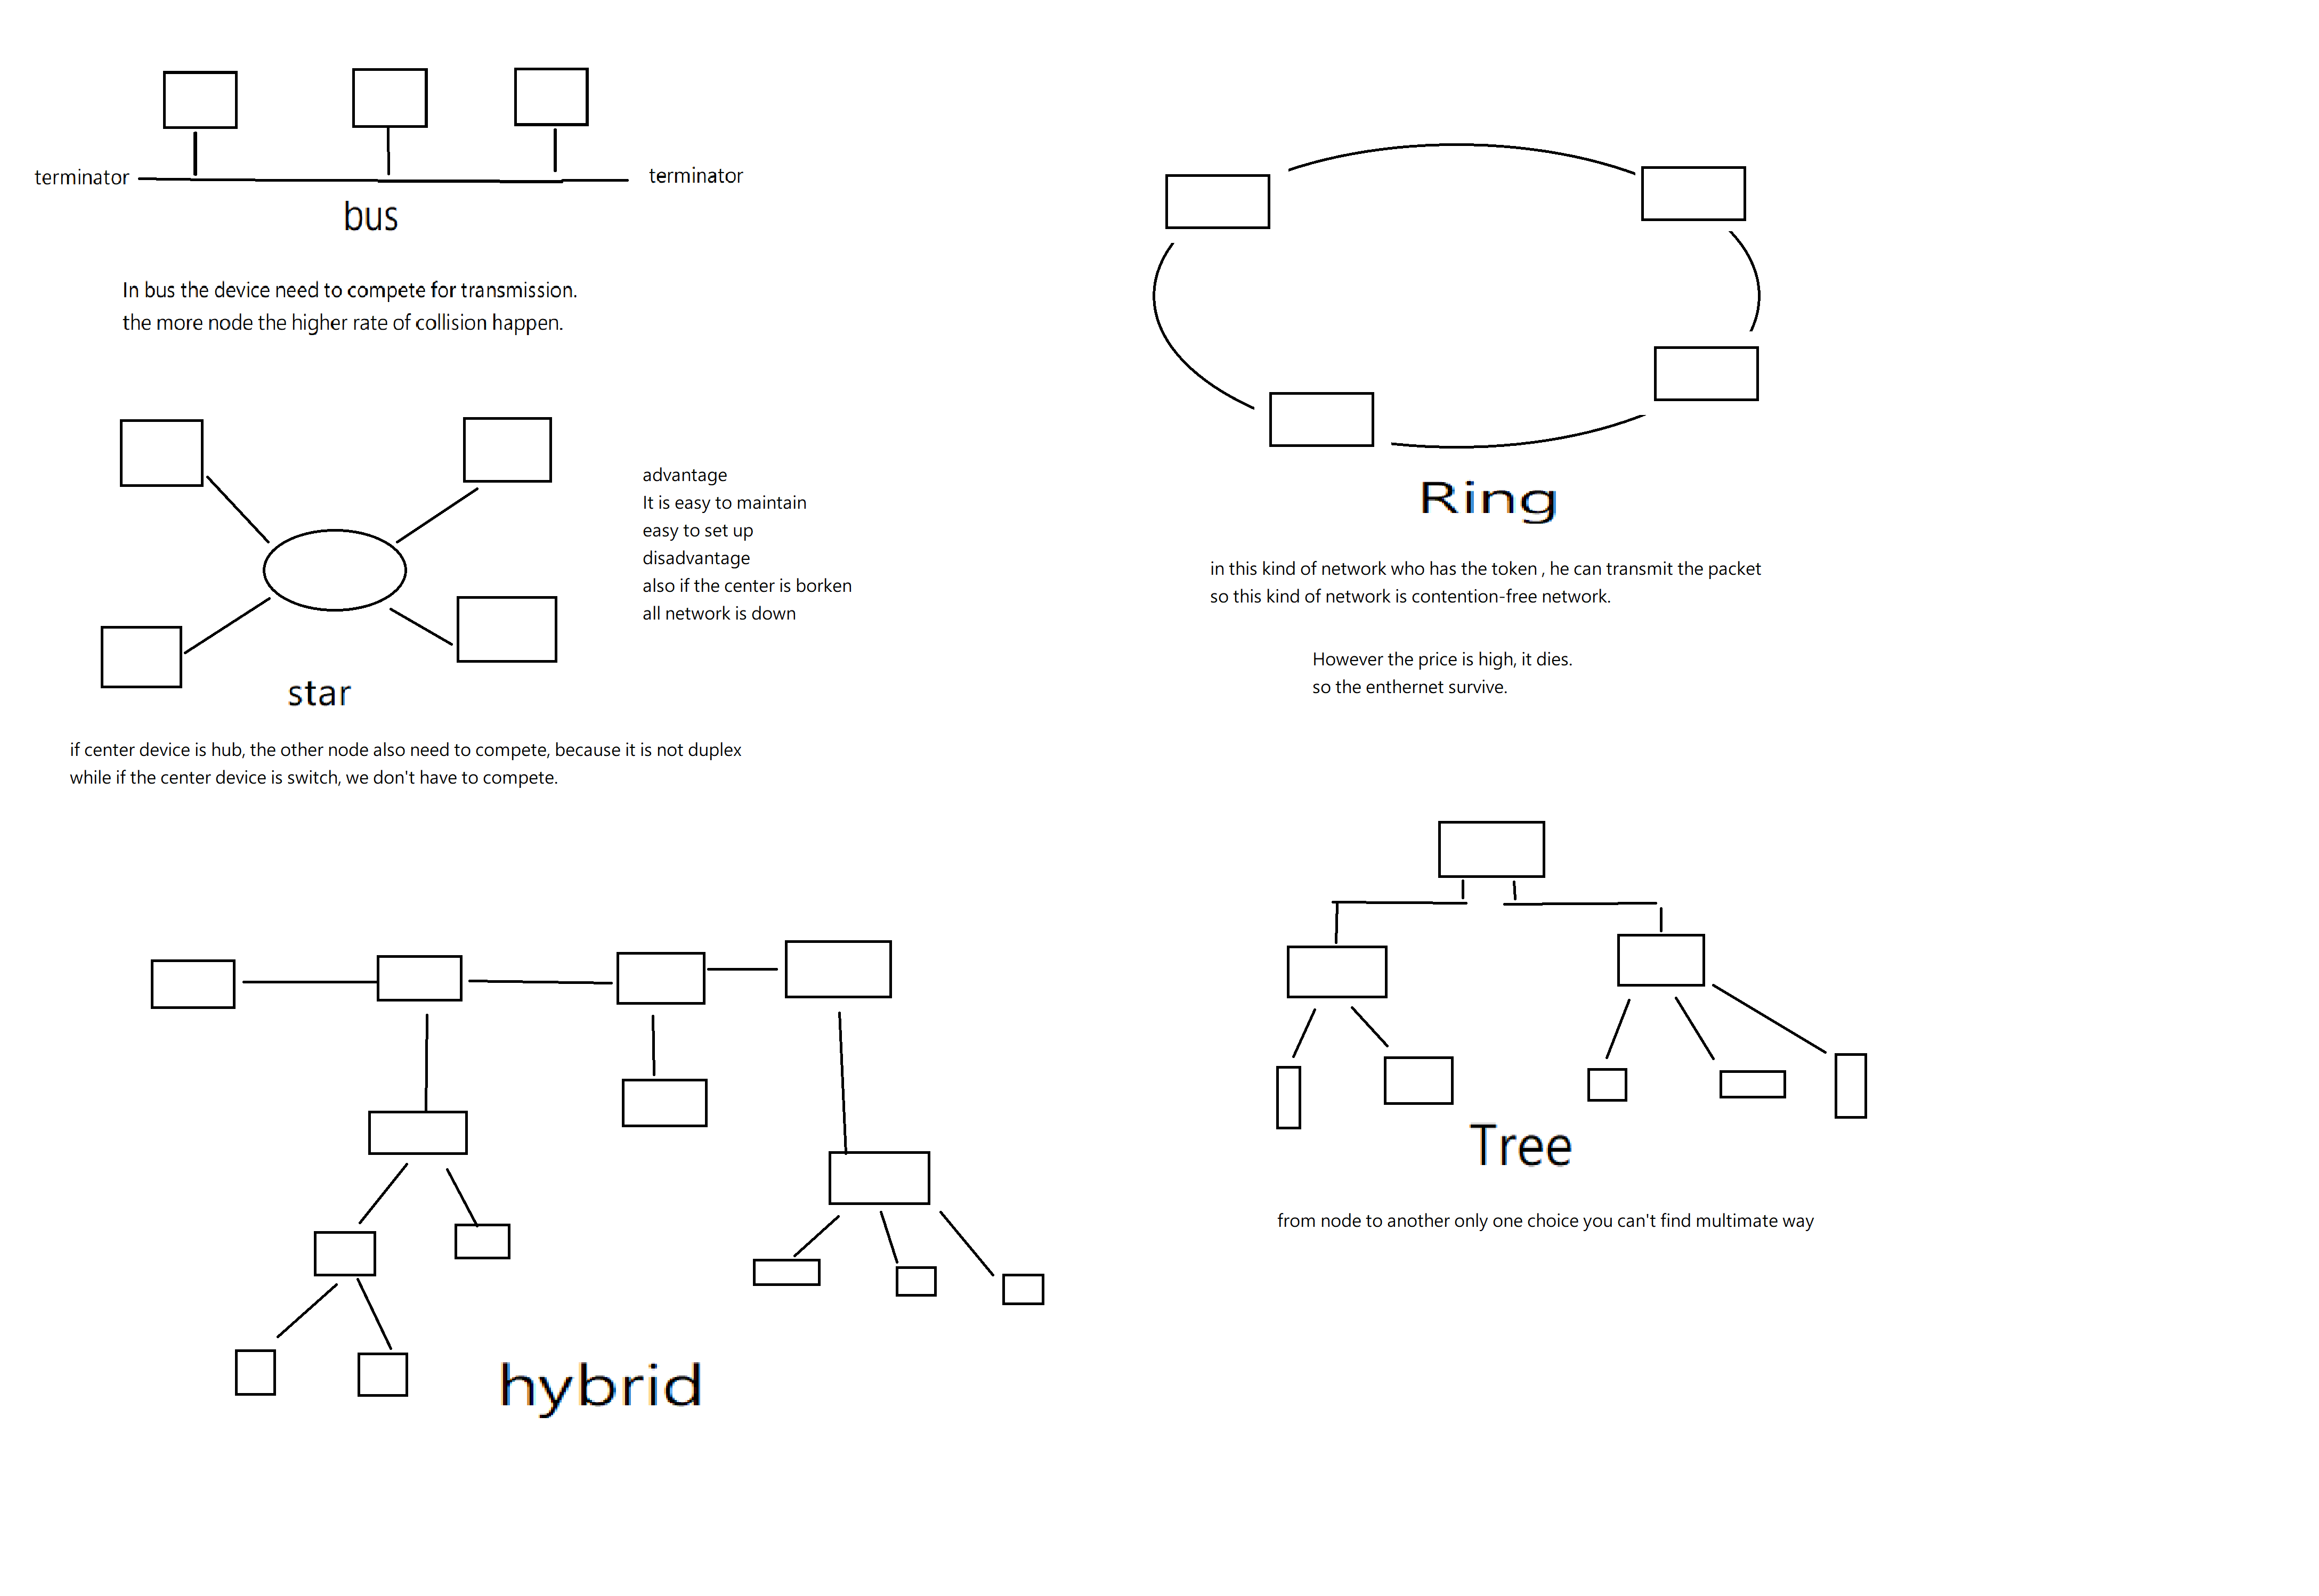 terminator
terminator
bus
In bus the device need to compete for transmission.
the more node the higher rate of collision happen.
advantage
It is easy to maintain
easy to set up
disadvantage
also if the center is borken
all network is down
star
if center device is hub, the other node also need to compete, because it is not duplex
while if the center device is switch, we don't have to compete.
hybrid
Ring
in this kind of network who has the token , he can transmit the packet
so this kind of network is contention-free network.
However the price is high, it dies.
so the enthernet survive.
Tree
from node to another only one choice you can't find multimate way